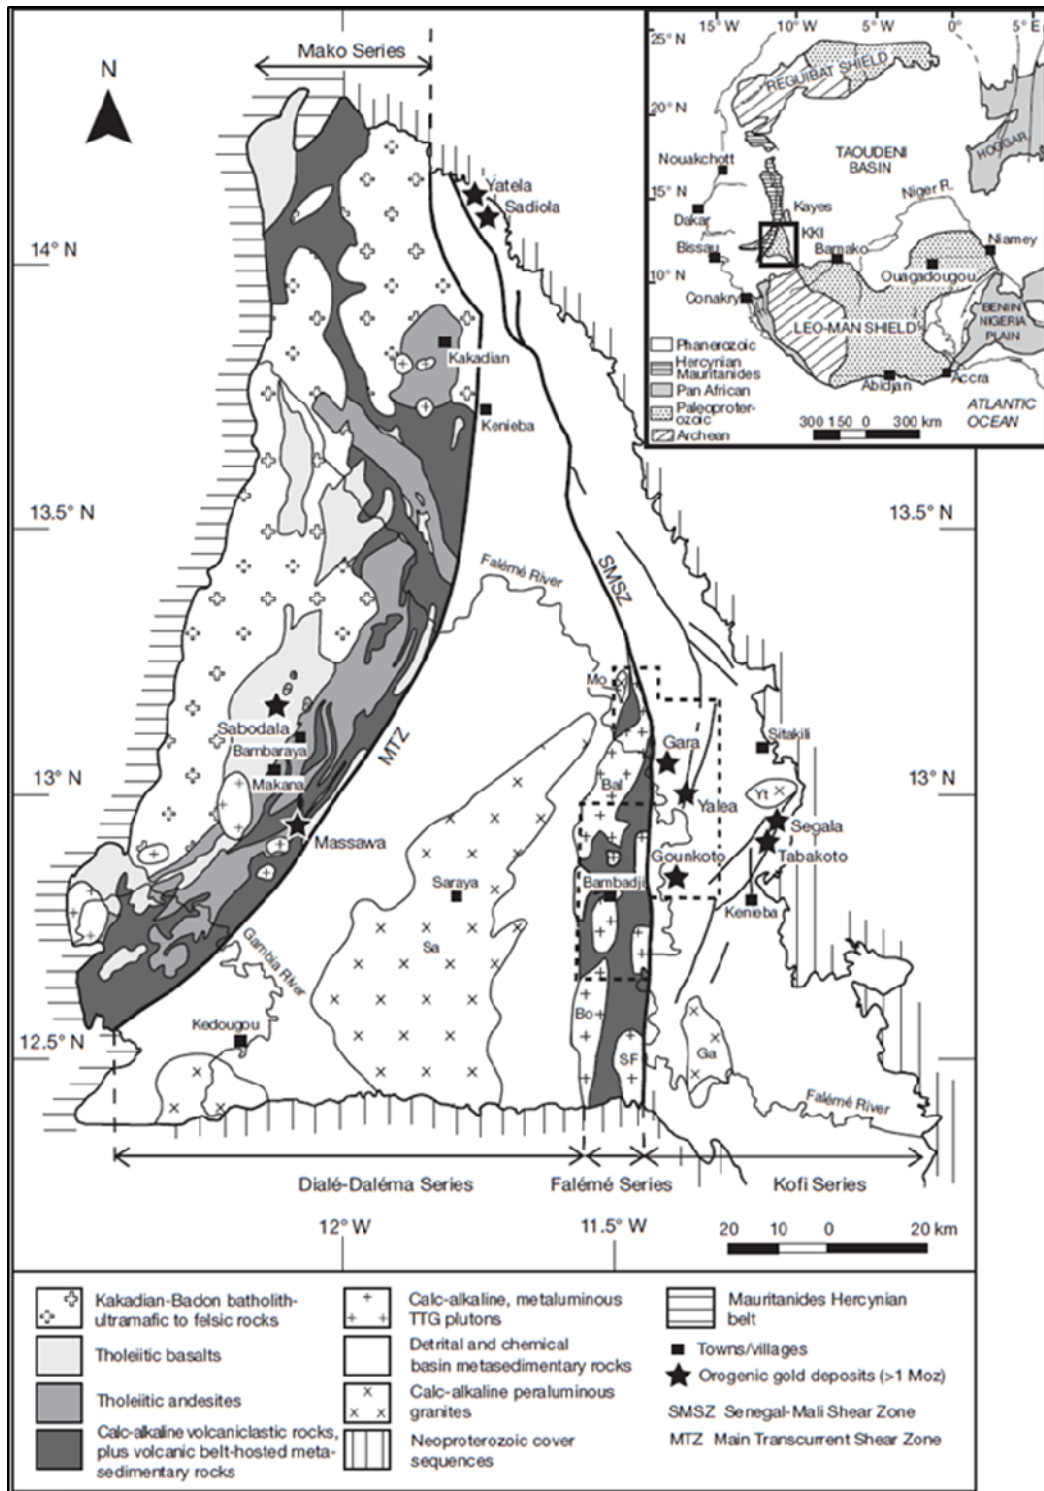 Mako Series
N
15° W
10° W
5° W
0°
5° E
25° N
20° N
15° N
10° N
REGUIBAT SHIELD
TAOUDENI
BASIN
HOGGAR
Nouakchott
Niger R.
Dakar
Kayes
KKI
Bissau
Bamako
Niamey
Ouagadougou
Conakry
LEO-MAN SHIELD
BENIN
NIGERIA
PLAIN
Abidjan
Accra
Phanerozoic
Hercynian
Mauritanides
Pan African
Paleoproter-
ozoic
Archean
300 150 0 300 km
ATLANTIC
OCEAN
Yatela
Sadiola
14° N
Kakadian
Kenieba
13.5° N
13.5° N
Falémé River
SMSZ
Mo
Sabodala
Bambaraya
Makana
MTZ
Gara
Sitakili
13° N
13° N
Bal
Yalea
Yt
Segala
Massawa
Tabakoto
Gounkoto
Saraya
Bambadji
Kenieba
Sa
Gambia River
Kedougou
Bo
12.5° N
SF
Ga
Falémé River
Dialé-Daléma Series
Falémé Series
Kofi Series
12° W
11.5° W
20 10 0 20 km
Kakadian-Badon batholith-
ultramafic to felsic rocks
Tholeiitic basalts
Tholeiitic andesites
Calc-alkaline volcaniclastic rocks,
plus volcanic belt-hosted meta-
sedimentary rocks
Calc-alkaline, metaluminous
TTG plutons
Detrital and chemical
basin metasedimentary rocks
Calc-alkaline peraluminous
granites
Neoproterozoic cover
sequences
Mauritanides Hercynian
belt
Towns/villages
Orogenic gold deposits (>1 Moz)
SMSZ Senegal-Mali Shear Zone
MTZ Main Transcurrent Shear Zone